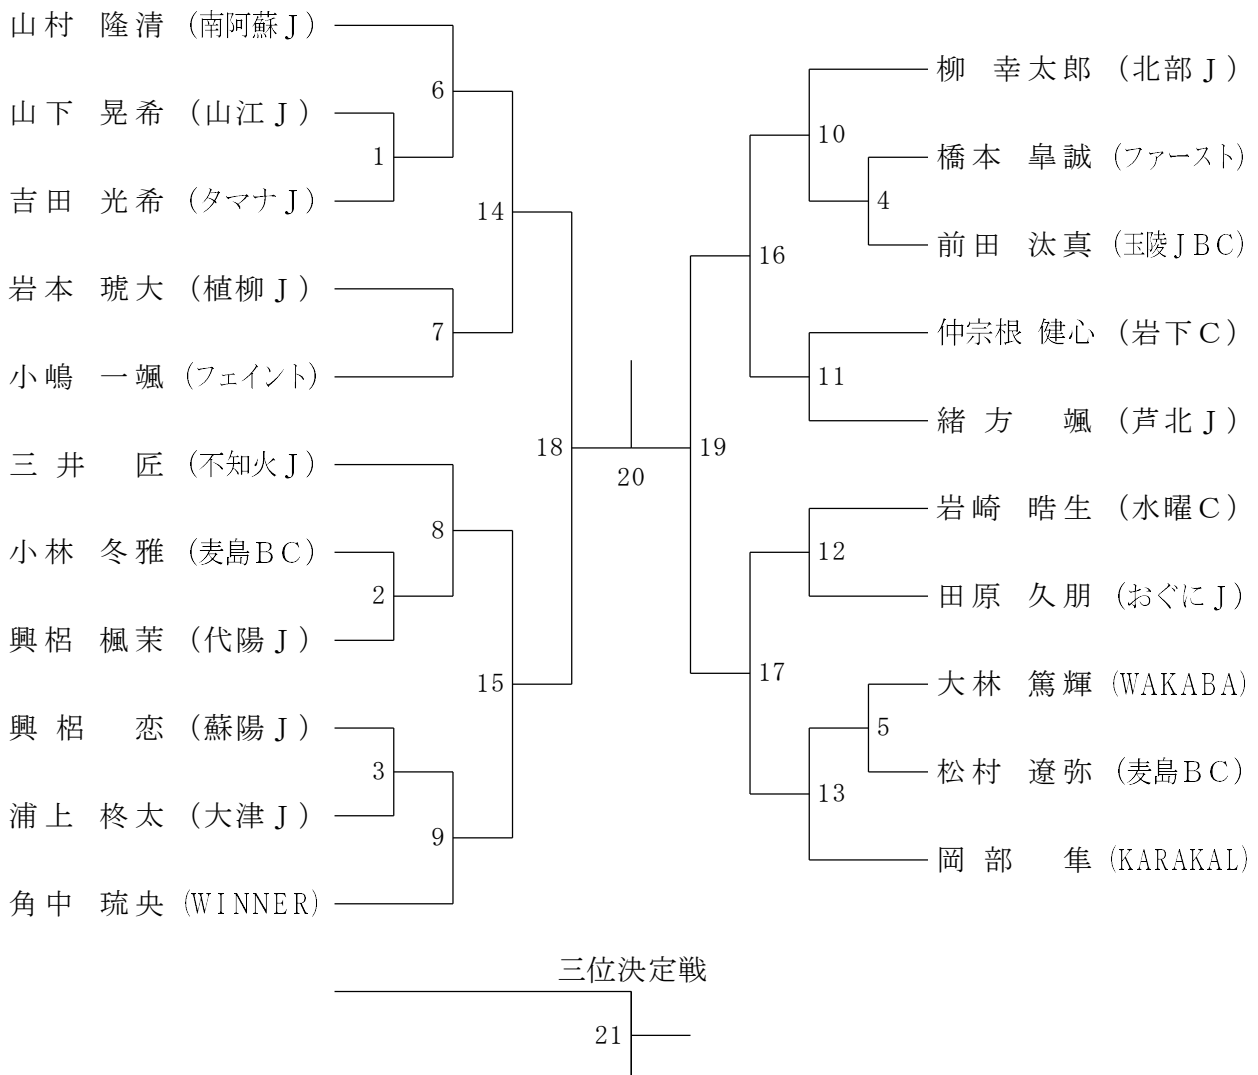 山村 隆清 (南阿蘇J)
6
山下 晃希 (山江J)
1
吉田 光希 (タマナJ)
14
岩本 琥大 (植柳J)
7
小嶋 一颯 (フェイント)
18
三井 匠 (不知火J)
8
小林 冬雅 (麦島BC)
2
興梠 楓茉 (代陽J)
15
興梠 恋 (蘇陽J)
3
浦上 柊太 (大津J)
9
角中 琉央 (WINNER)
20
柳 幸太郎 (北部J)
10
橋本 皐誠 (ファースト)
4
前田 汰真 (玉陵JBC)
16
仲宗根 健心 (岩下C)
11
緒方 颯 (芦北J)
19
岩崎 晧生 (水曜C)
12
田原 久朋 (おぐにJ)
17
大林 篤輝 (WAKABA)
5
松村 遼弥 (麦島BC)
13
岡部 隼 (KARAKAL)
三位決定戦
21